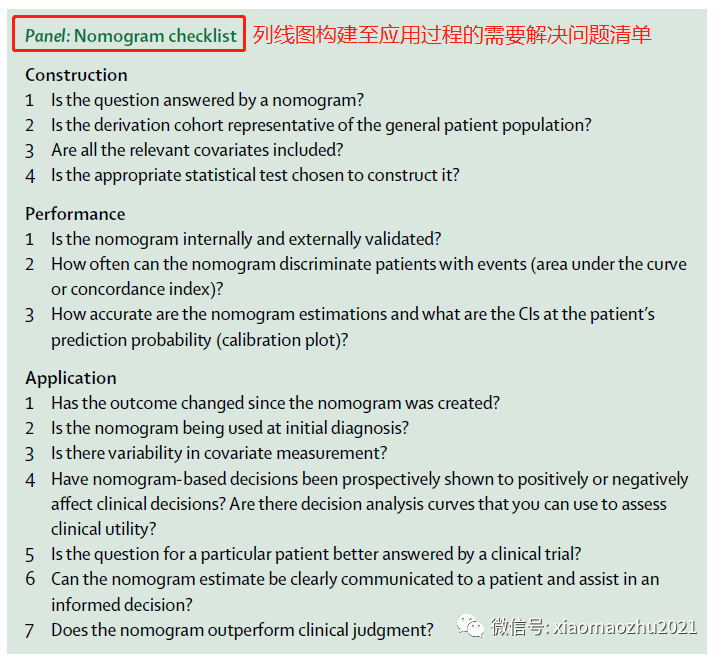 Panel: Nomogram checklist 列线图构建至应用过程的需要解决问题清单
Construction
1 Is the question answered by a nomogram?
2 Is the derivation cohort representative of the general patient population?
3 Are all the relevant covariates included?
4 Is the appropriate statistical test chosen to construct it?
Performance
1 Is the nomogram internally and externally validated?
2 How often can the nomogram discriminate patients with events (area under the curve
or concordance index)?
3 How accurate are the nomogram estimations and what are the CIs at the patient’s
prediction probability (calibration plot)?
Application
1 Has the outcome changed since the nomogram was created?
2 Is the nomogram being used at initial diagnosis?
3 Is there variability in covariate measurement?
4 Have nomogram-based decisions been prospectively shown to positively or negatively
affect clinical decisions? Are there decision analysis curves that you can use to assess
clinical utility?
5 Is the question for a particular patient better answered by a clinical trial?
6 Can the nomogram estimate be clearly communicated to a patient and assist in an
informed decision?
7 Does the nomogram outperform clinical judgment?
微信号: xiaomaozhu2021